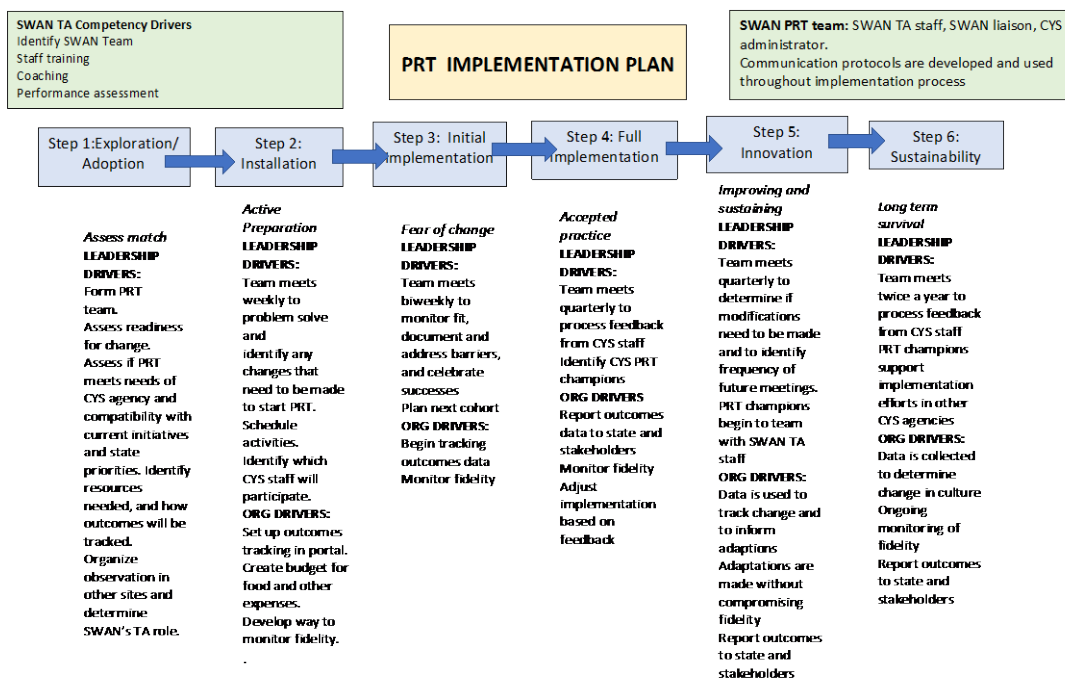 SWAN TA Competency Drivers
Identify SWAN Team
Staff training
Coaching
Performance assessment
PRT IMPLEMENTATION PLAN
SWAN PRT team: SWAN TA staff, SWAN liaison, CYS
administrator.
Communication protocols are developed and used
throughout implementation process
Step 1:Exploration/
Adoption
Step 2:
Installation
Step 3: Initial
Implementation
Step 4: Full
Implementation
Step 5:
Innovation
Step 6:
Sustainability
Assess match
LEADERSHIP
DRIVERS:
Form PRT
team.
Assess readiness
for change.
Assess if PRT
meets needs of
CYS agency and
compatibility with
current initiatives
and state
priorities. Identify
resources
needed, and how
outcomes will be
tracked.
Organize
observation in
other sites and
determine
SWAN's TA role.
Active
Preparation
LEADERSHIP
DRIVERS:
Team meets
weekly to
problem solve
and
identify any
changes that
need to be made
to start PRT.
Schedule
activities.
Identify which
CYS staff will
participate.
ORG DRIVERS:
Set up outcomes
tracking in portal.
Create budget for
food and other
expenses.
Develop way to
monitor fidelity.
.
Fear of change
LEADERSHIP
DRIVERS:
Team meets
biweekly to
monitor fit,
document and
address barriers,
and celebrate
successes
Plan next cohort
ORG DRIVERS:
Begin tracking
outcomes data
Monitor fidelity
Accepted
practice
LEADERSHIP
DRIVERS:
Team meets
quarterly to
process feedback
from CYS staff
Identify CYS PRT
champions
ORG DRIVERS
Report outcomes
data to state and
stakeholders
Monitor fidelity
Adjust
implementation
based on
feedback
Improving and
sustaining
LEADERSHIP
DRIVERS:
Team meets
quarterly to
determine if
modifications
need to be made
and to identify
frequency of
future meetings.
PRT champions
begin to team
with SWAN TA
staff
ORG DRIVERS:
Data is used to
track change and
to inform
adaptions
Adaptations are
made without
compromising
fidelity
Report outcomes
to state and
stakeholders
Long term
survival
LEADERSHIP
DRIVERS:
Team meets
twice a year to
process feedback
from CYS staff
PRT champions
support
implementation
efforts in other
CYS agencies
ORG DRIVERS:
Data is collected
to determine
change in culture
Ongoing
monitoring of
fidelity
Report outcomes
to state and
stakeholders